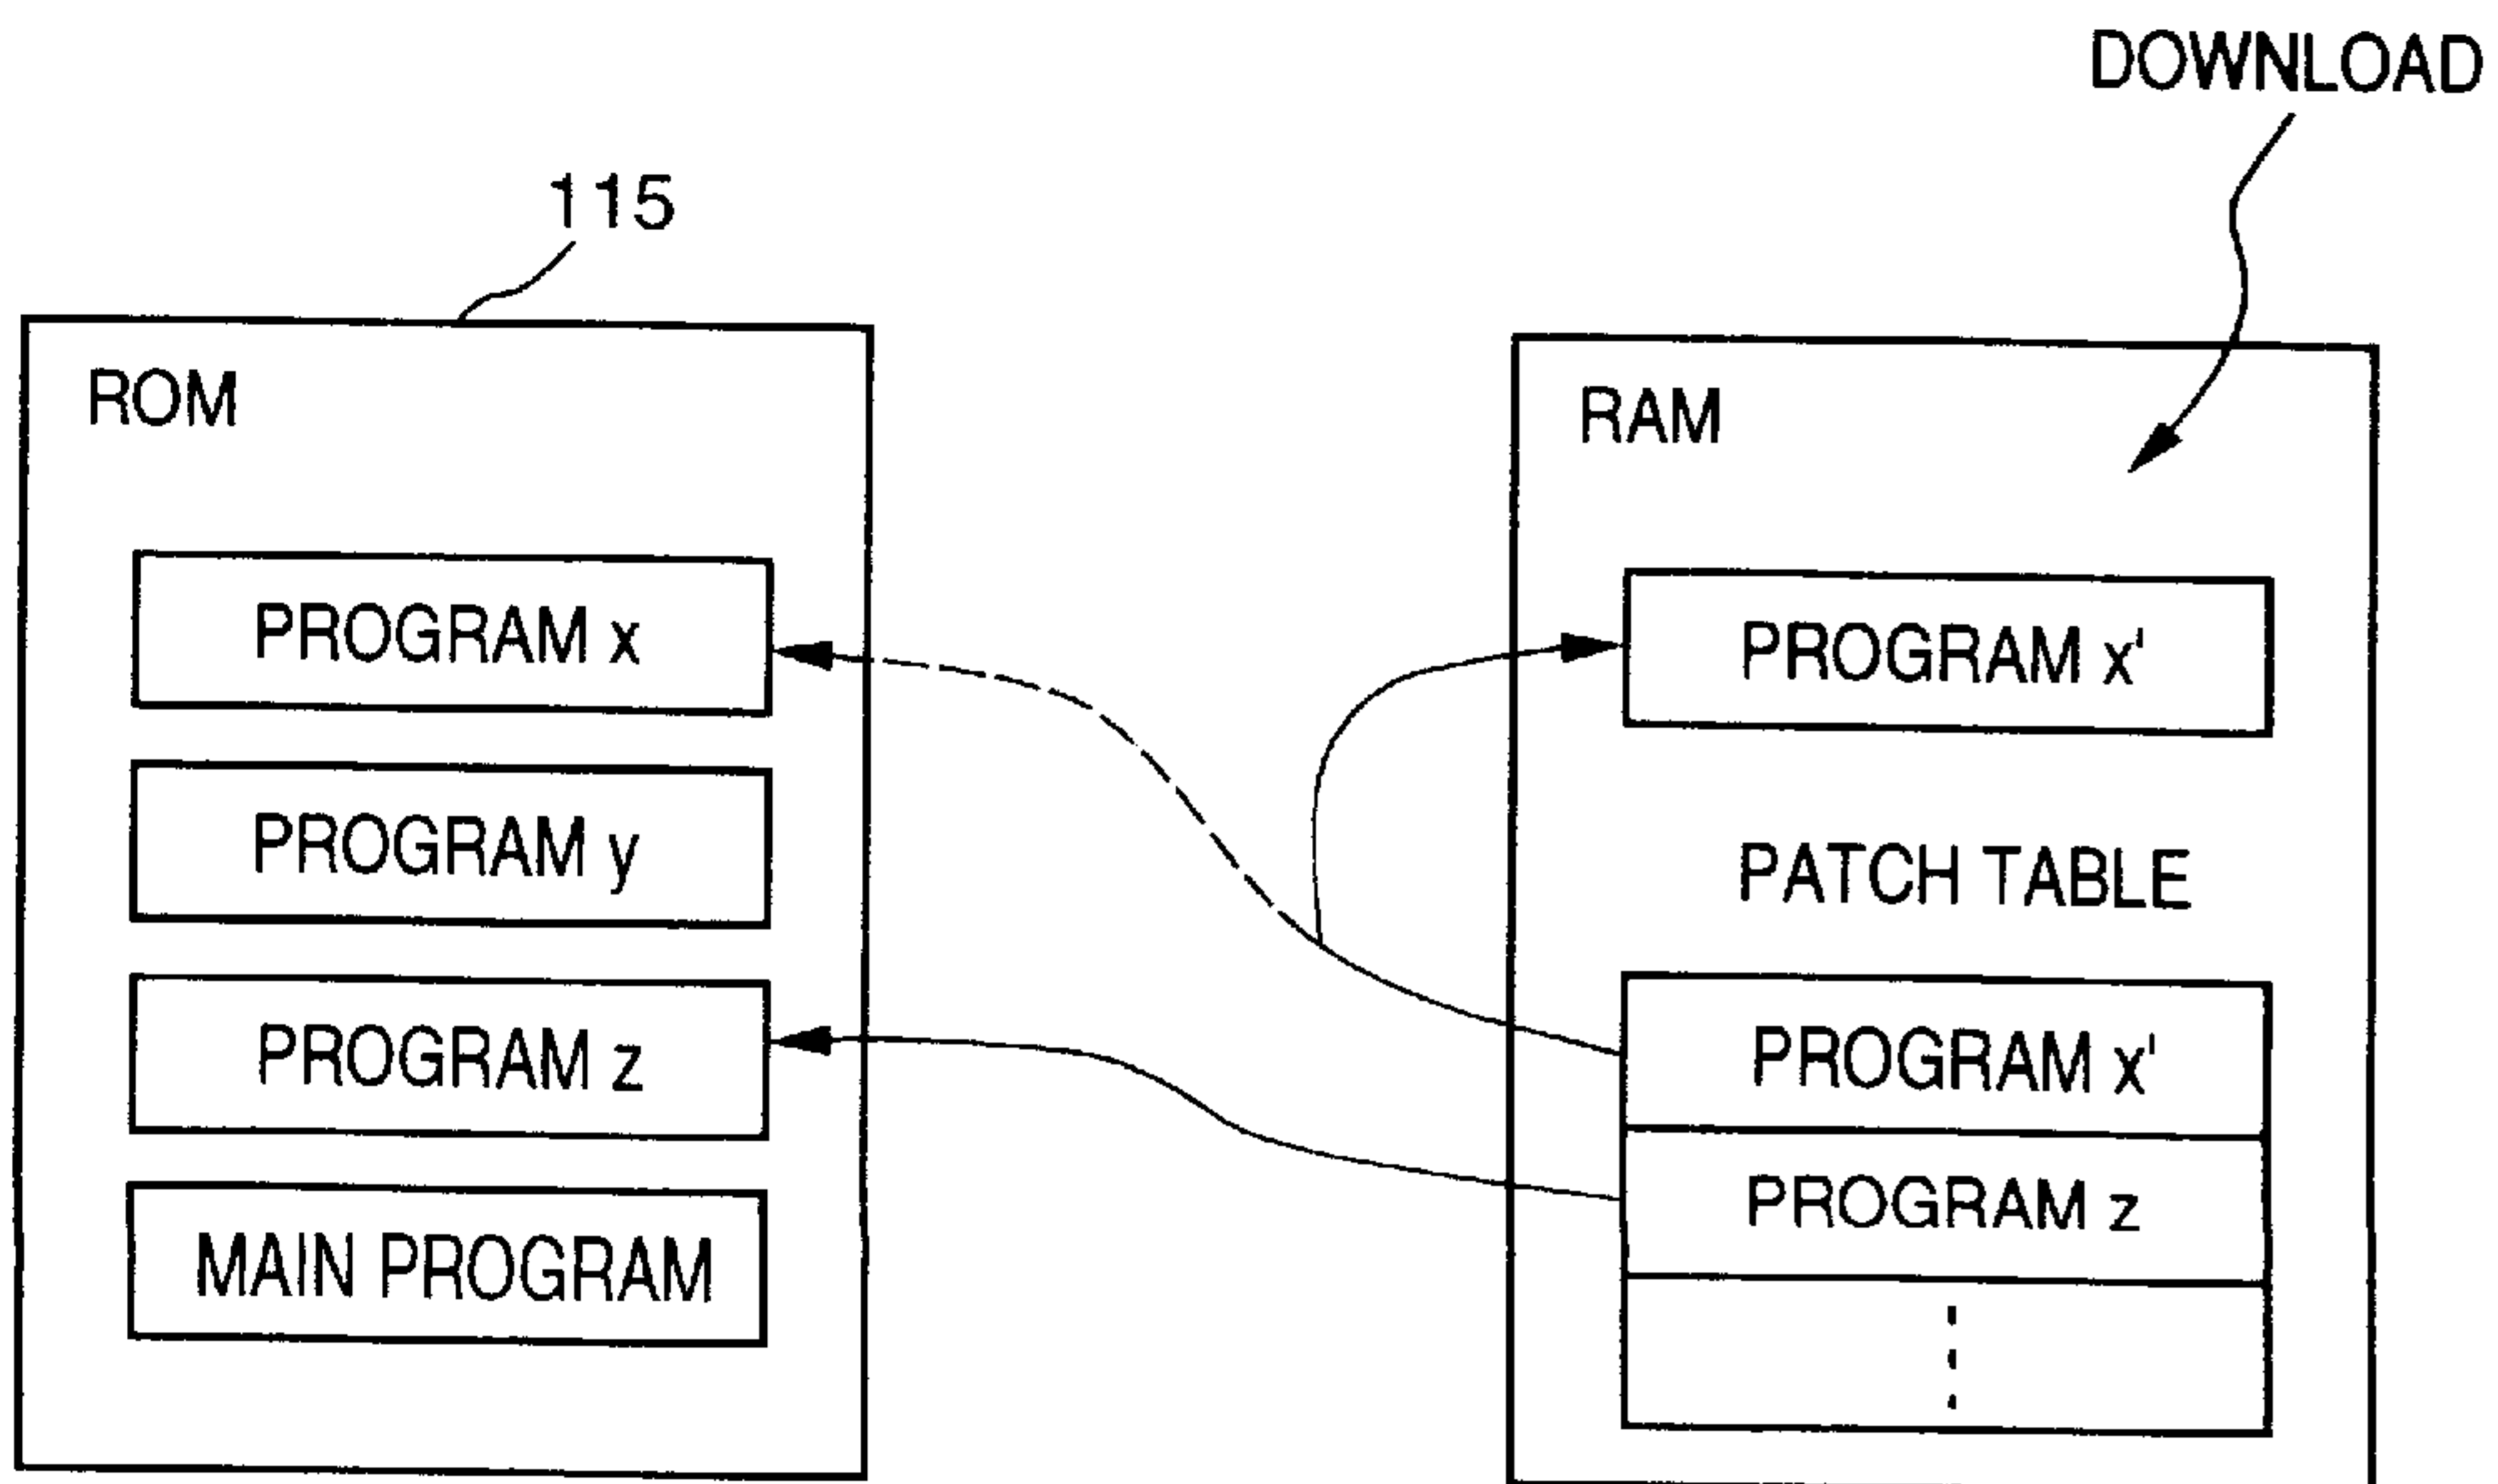 DOWNLOAD
115
ROM
PROGRAM x
PROGRAM y
PROGRAM z
MAIN PROGRAM
RAM
PROGRAM x'
PATCH TABLE
PROGRAM x'
PROGRAM z